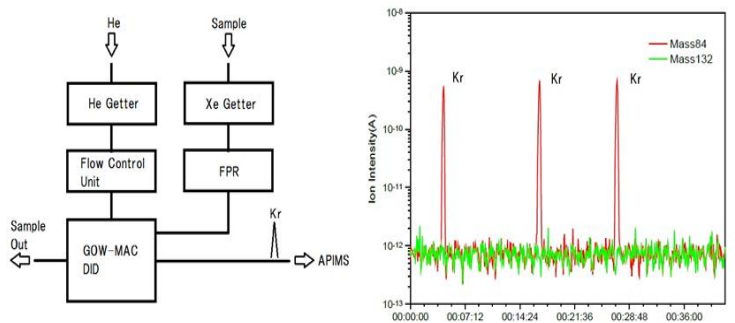 He
Sample
He Getter
Xe Getter
Flow Control
Unit
FPR
Sample
Out
GOW-MAC
DID
Kr
APIMS
10-8
10-9
10-10
10-11
10-12
10-13
Ion Intensity(A)
Kr
Kr
Kr
Mass84
Mass132
00:00:00
00:07:12
00:14:24
00:21:36
00:28:48
00:36:00